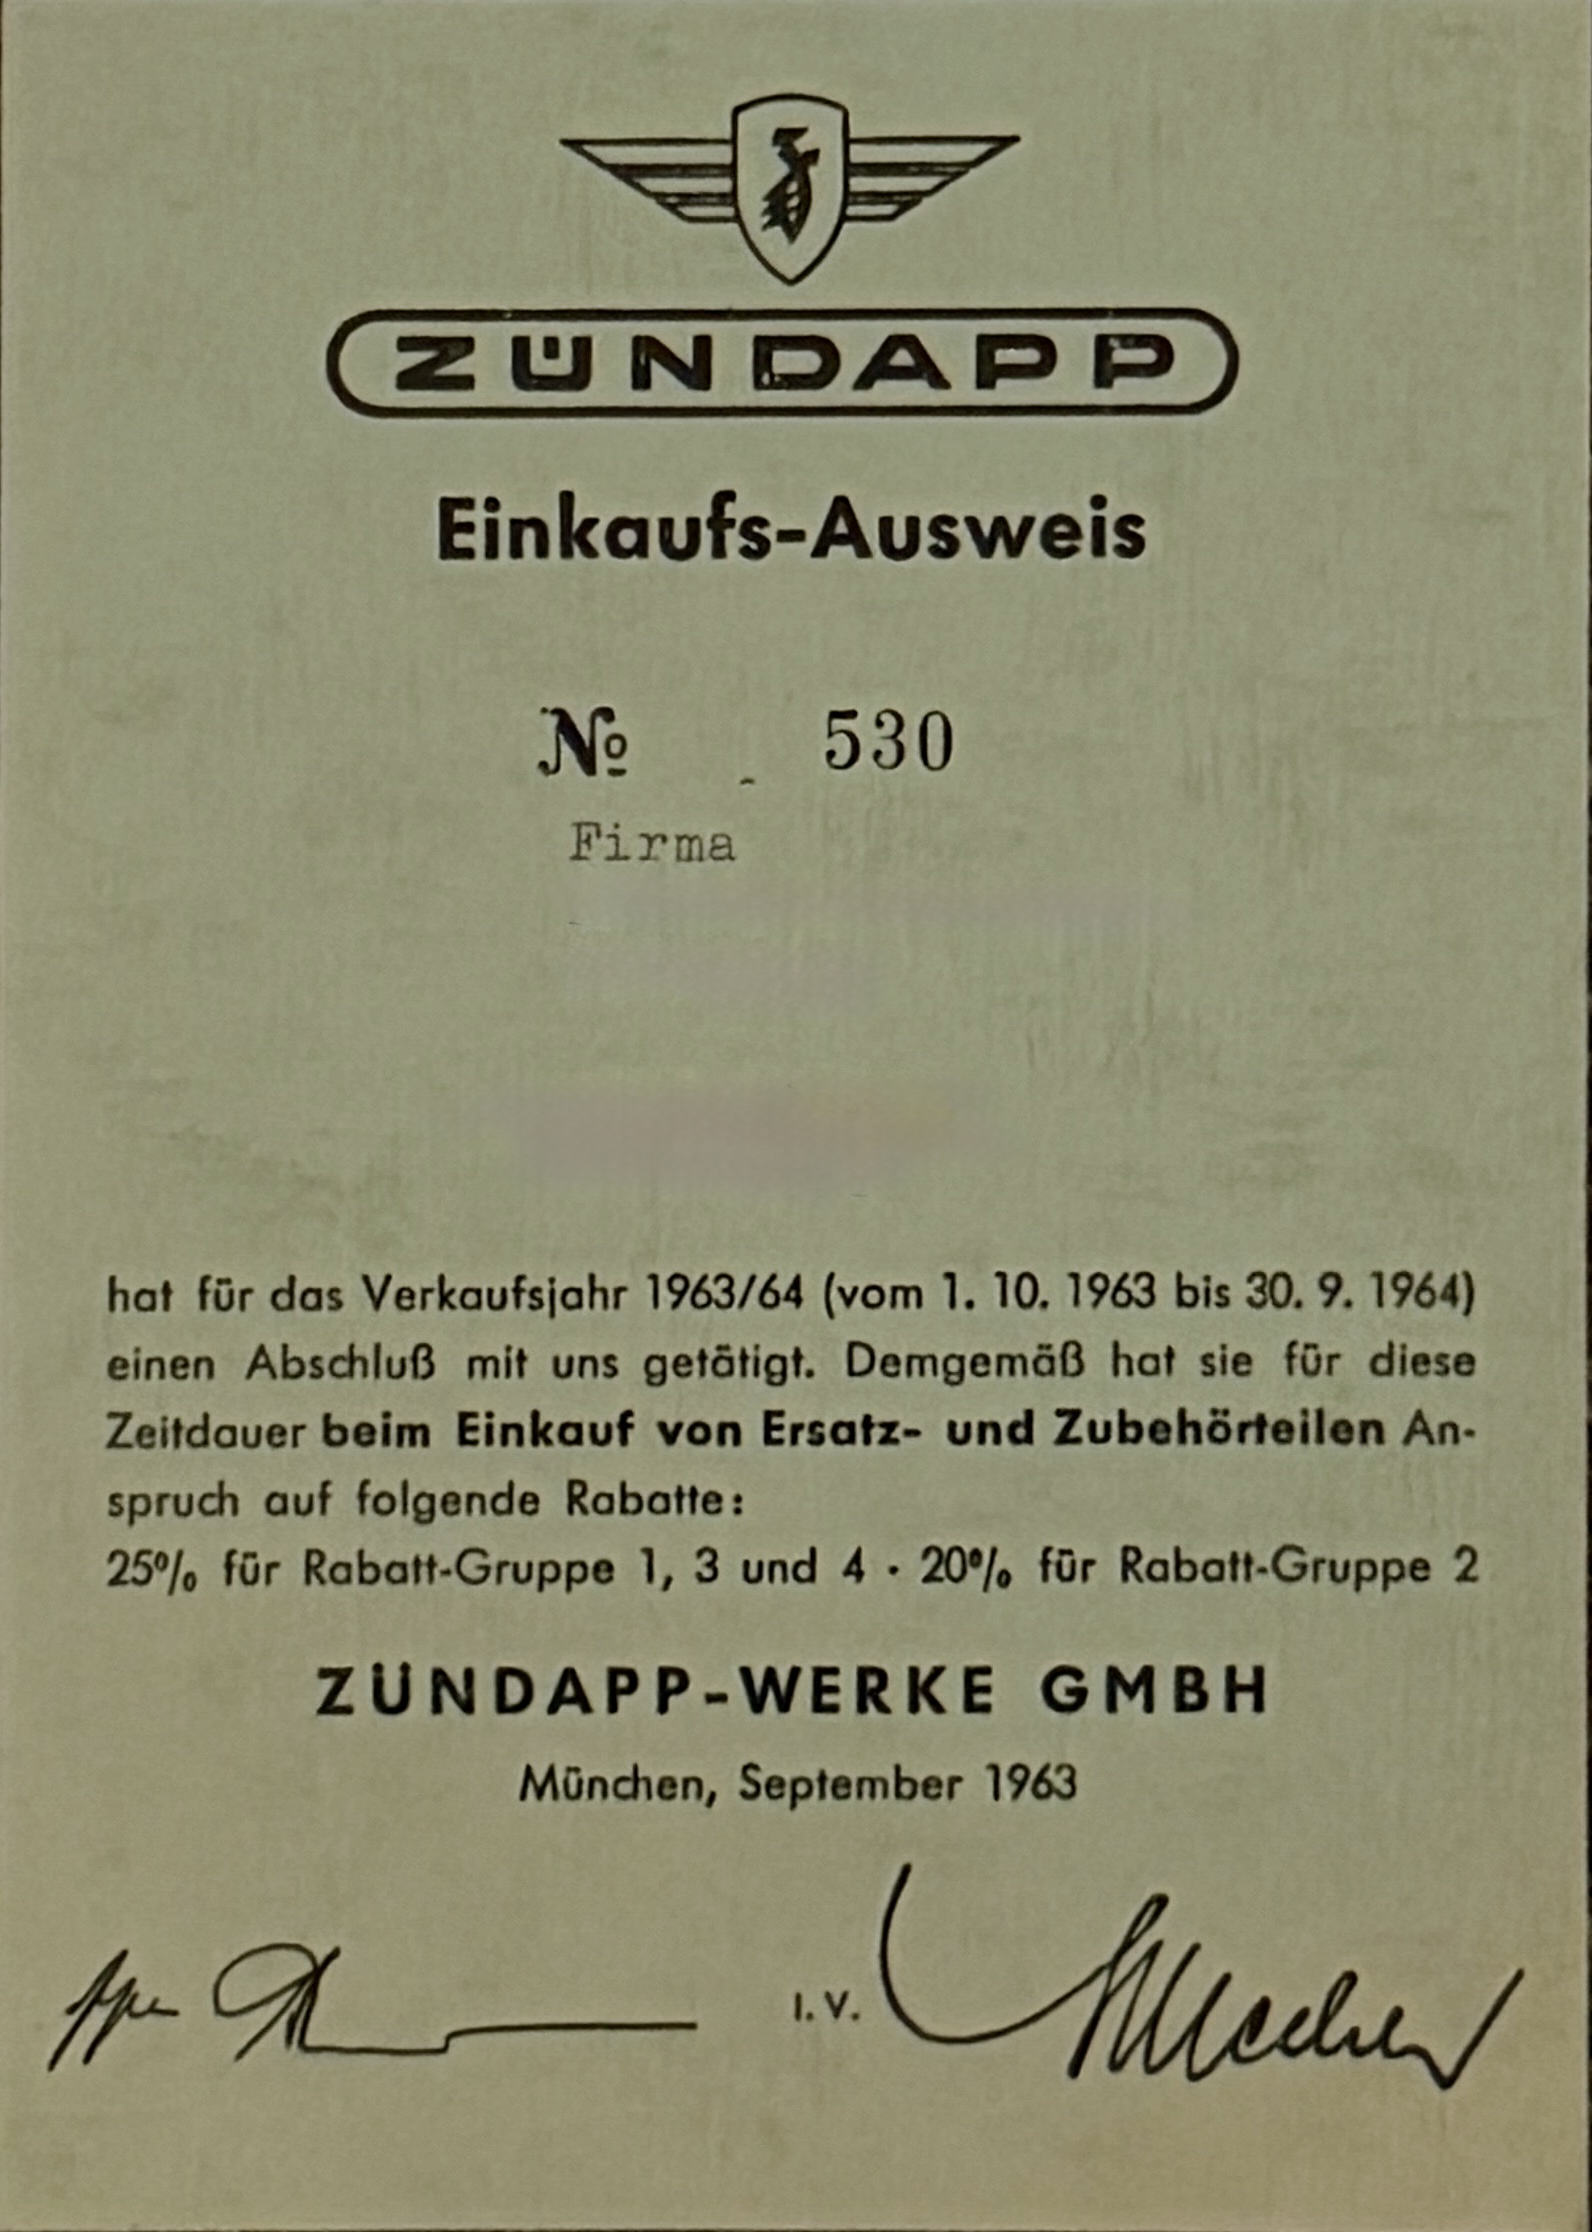 ZÜNDAPP
Einkaufs-Ausweis
№ 530
Firma
hat für das Verkaufsjahr 1963/64 (vom 1. 10. 1963 bis 30. 9. 1964)
einen Abschluß mit uns getätigt. Demgemäß hat sie für diese
Zeitdauer beim Einkauf von Ersatz- und Zubehörteilen An-
spruch auf folgende Rabatte:
25% für Rabatt-Gruppe 1, 3 und 4 · 20% für Rabatt-Gruppe 2
ZÜNDAPP-WERKE GMBH
München, September 1963
ppa
I. V.